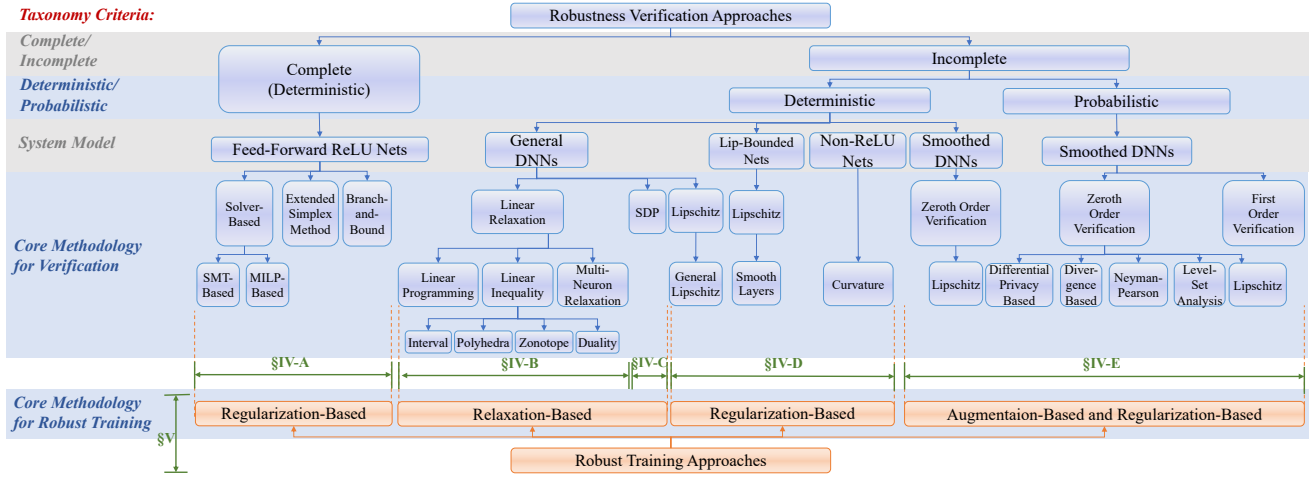 Taxonomy Criteria:
Robustness Verification Approaches
Complete/
Incomplete
Complete
(Deterministic)
Incomplete
Deterministic/
Probabilistic
Deterministic
Probabilistic
System Model
Feed-Forward ReLU Nets
General
DNNs
Lip-Bounded
Nets
Non-ReLU
Nets
Smoothed
DNNs
Smoothed DNNs
Core Methodology
for Verification
Solver-
Based
Extended
Simplex
Method
Branch-
and-
Bound
Linear
Relaxation
SDP
Lipschitz
Lipschitz
Zeroth Order
Verification
Zeroth
Order
Verification
First
Order
Verification
SMT-
Based
MILP-
Based
Linear
Programming
Linear
Inequality
Multi-
Neuron
Relaxation
General
Lipschitz
Smooth
Layers
Curvature
Lipschitz
Differential
Privacy
Based
Diver-
gence
Based
Neyman-
Pearson
Level-
Set
Analysis
Lipschitz
Interval
Polyhedra
Zonotope
Duality
§IV-A
§IV-B
§IV-C
§IV-D
§IV-E
Core Methodology
for Robust Training
§V
Regularization-Based
Relaxation-Based
Regularization-Based
Augmentaion-Based and Regularization-Based
Robust Training Approaches